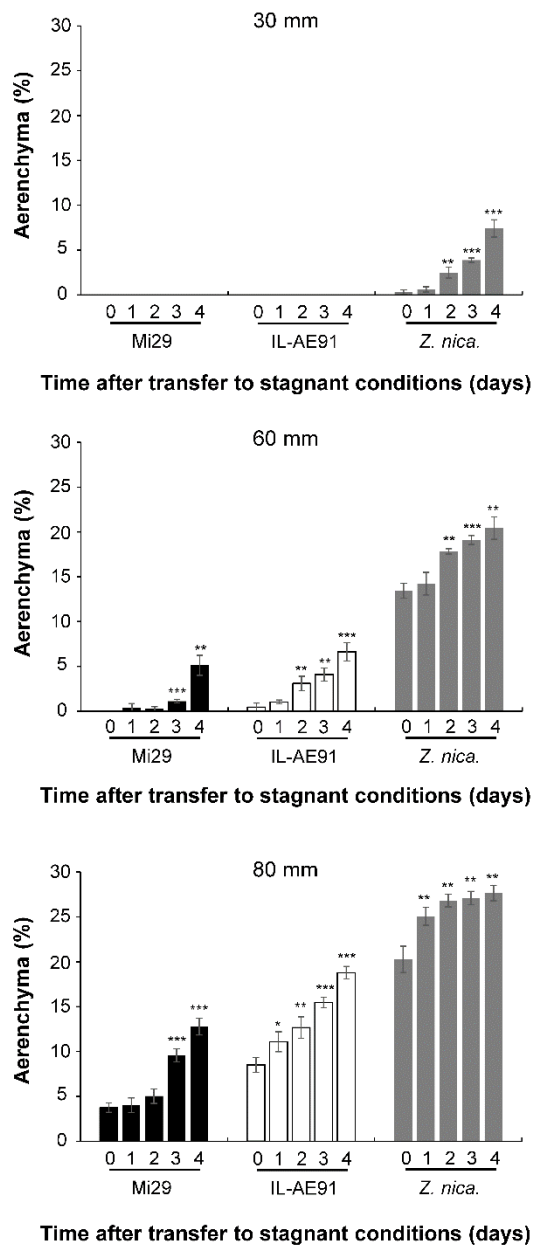 30 mm
Aerenchyma (%)
30
25
20
15
10
5
0
** *** ***
0 1 2 3 4 0 1 2 3 4 0 1 2 3 4
Mi29 IL-AE91 Z. nica.
Time after transfer to stagnant conditions (days)
60 mm
Aerenchyma (%)
30
25
20
15
10
5
0
*** ** ** ** *** ** *** **
0 1 2 3 4 0 1 2 3 4 0 1 2 3 4
Mi29 IL-AE91 Z. nica.
Time after transfer to stagnant conditions (days)
80 mm
Aerenchyma (%)
30
25
20
15
10
5
0
*** *** * ** *** *** ** ** ** **
0 1 2 3 4 0 1 2 3 4 0 1 2 3 4
Mi29 IL-AE91 Z. nica.
Time after transfer to stagnant conditions (days)